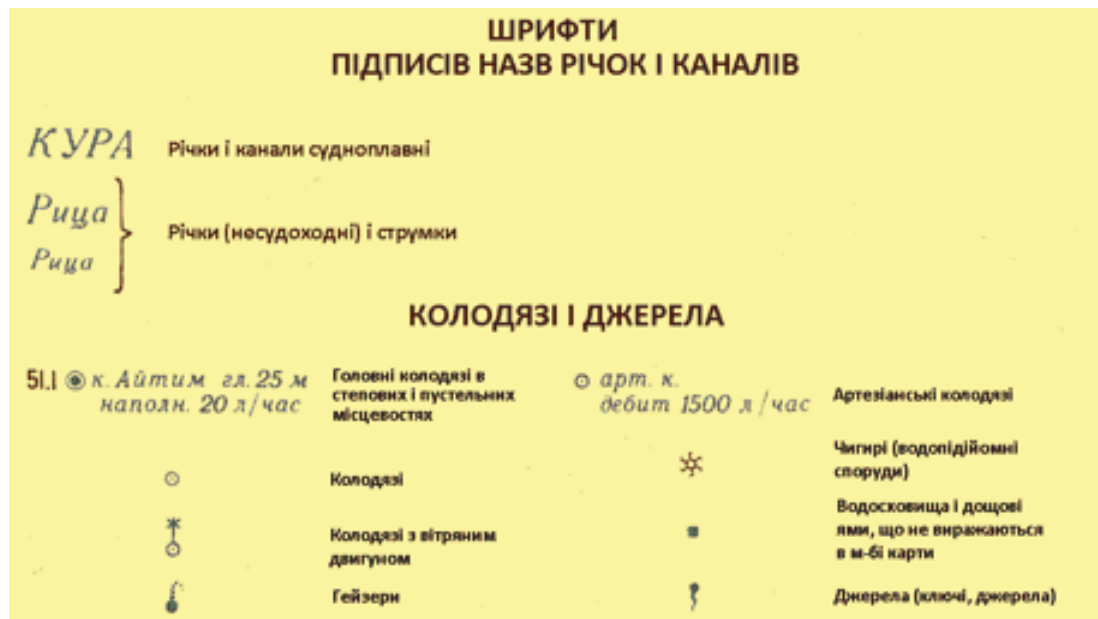 ШРИФТИ
ПІДПИСІВ НАЗВ РІЧОК І КАНАЛІВ
КУРА
Річки і канали судноплавні
Рица
Рица
Річки (несудоходні) і струмки
КОЛОДЯЗІ І ДЖЕРЕЛА
51.1 к. Айтим гл. 25 м
наполн. 20 л/час
Головні колодязі в
степових і пустельних
місцевостях
арт. к.
дебит 1500 л/час
Артезіанські колодязі
Колодязі
Чигирі (водопідійомні
споруди)
Колодязі з вітряним
двигуном
Водосковища і дощові
ями, що не виражаються
в м-бі карти
Гейзери
Джерела (ключі, джерела)